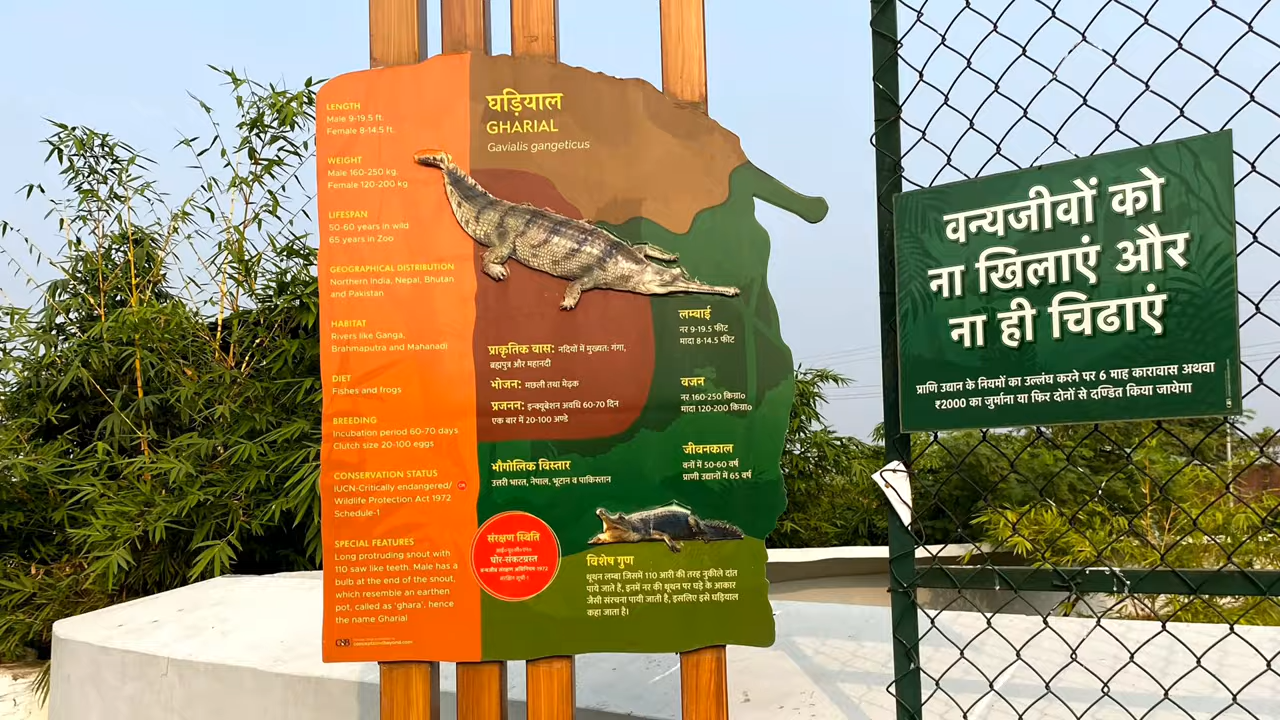 LENGTH
Male 9-19.5 ft.
Female 8-14.5 ft.
WEIGHT
Male 160-250 kg.
Female 120-200 kg
LIFESPAN
50-60 years in wild
65 years in Zoo
GEOGRAPHICAL DISTRIBUTION
Northern India, Nepal, Bhutan
and Pakistan
HABITAT
Rivers like Ganga,
Brahmaputra and Mahanadi
DIET
Fishes and frogs
BREEDING
Incubation period 60-70 days
Clutch size 20-100 eggs
CONSERVATION STATUS
IUCN-Critically endangered/
Wildlife Protection Act 1972
Schedule-1
SPECIAL FEATURES
Long protruding snout with
110 saw like teeth. Male has a
bulb at the end of the snout,
which resemble an earthen
pot, called as 'ghara', hence
the name Gharial
घड़ियाल
GHARIAL
Gavialis gangeticus
प्राकृतिक वास: नदियों में मुख्यत: गंगा,
ब्रह्मपुत्र और महानदी
भोजन: मछली तथा मेढ़क
प्रजनन: इन्क्यूबेशन अवधि 60-70 दिन
एक बार में 20-100 अण्डे
भौगोलिक विस्तार
उत्तरी भारत, नेपाल, भूटान व पाकिस्तान
लम्बाई
नर 9-19.5 फीट
मादा 8-14.5 फीट
वजन
नर 160-250 किग्रा०
मादा 120-200 किग्रा०
जीवनकाल
वनों में 50-60 वर्ष
प्राणी उद्यानों में 65 वर्ष
संरक्षण स्थिति
घोर-संकटग्रस्त
विशेष गुण
थूथन लम्बा जिसमें 110 आरी की तरह नुकीले दांत
पाये जाते हैं, इनमें नर की थूथन पर घड़े के आकार
जैसी संरचना पायी जाती है, इसलिए इसे घड़ियाल
कहा जाता है।
वन्यजीवों को
ना खिलाएं और
ना ही चिढाएं
प्राणि उद्यान के नियमों का उल्लंघ करने पर 6 माह कारावास अथवा
₹2000 का जुर्माना या फिर दोनों से दण्डित किया जायेगा